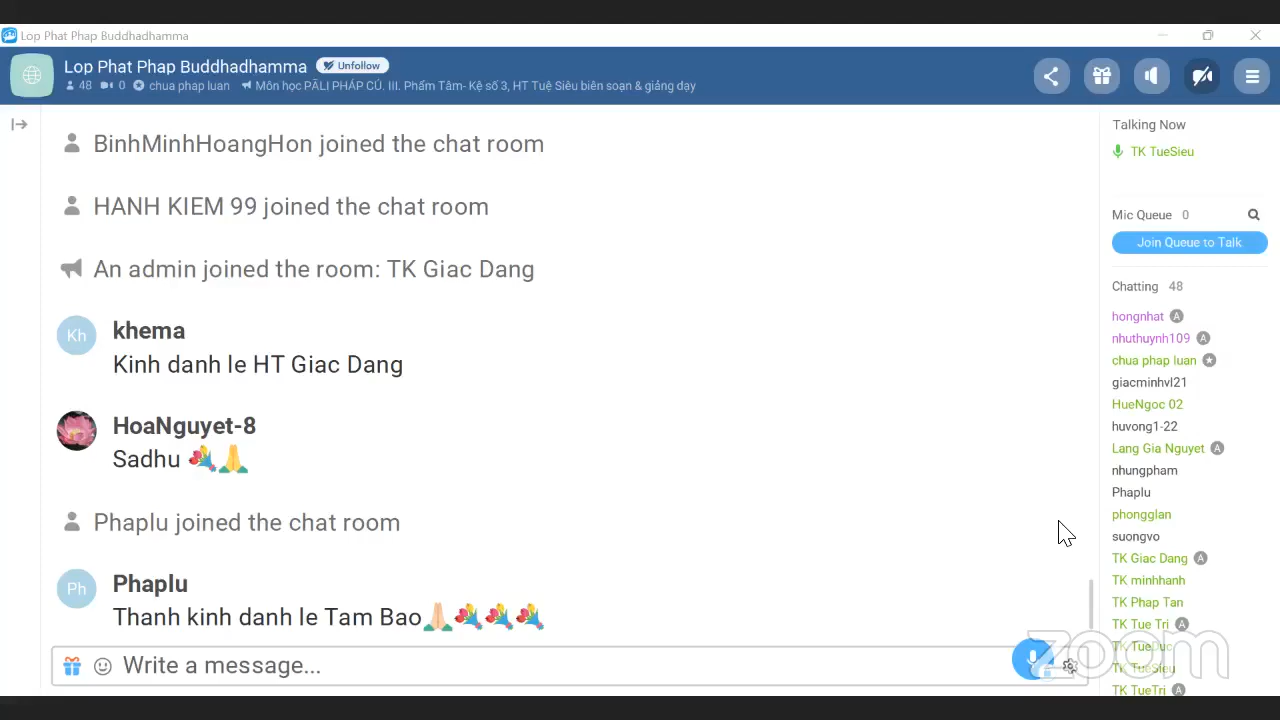 Lop Phat Phap Buddhadhamma
Lop Phat Phap Buddhadhamma Unfollow
48 0 chua phap luan Môn học PĀLI PHÁP CÚ. III. Phẩm Tâm- Kệ số 3, HT Tuệ Siêu biên soạn & giảng dạy
BinhMinhHoangHon joined the chat room
HANH KIEM 99 joined the chat room
An admin joined the room: TK Giac Dang
Kh
khema
Kinh danh le HT Giac Dang
HoaNguyet-8
Sadhu 💐🙏
Phaplu joined the chat room
Ph
Phaplu
Thanh kinh danh le Tam Bao🙏🏼💐💐💐
Write a message...
Talking Now
TK TueSieu
Mic Queue 0
Join Queue to Talk
Chatting 48
hongnhat A
nhuthuynh109 A
chua phap luan
giacminhvl21
HueNgoc 02
huvong1-22
Lang Gia Nguyet A
nhungpham
Phaplu
phongglan
suongvo
TK Giac Dang A
TK minhhanh
TK Phap Tan
TK Tue Tri A
TK TueDuc
TK TueSieu
TK TueTri A
zoom